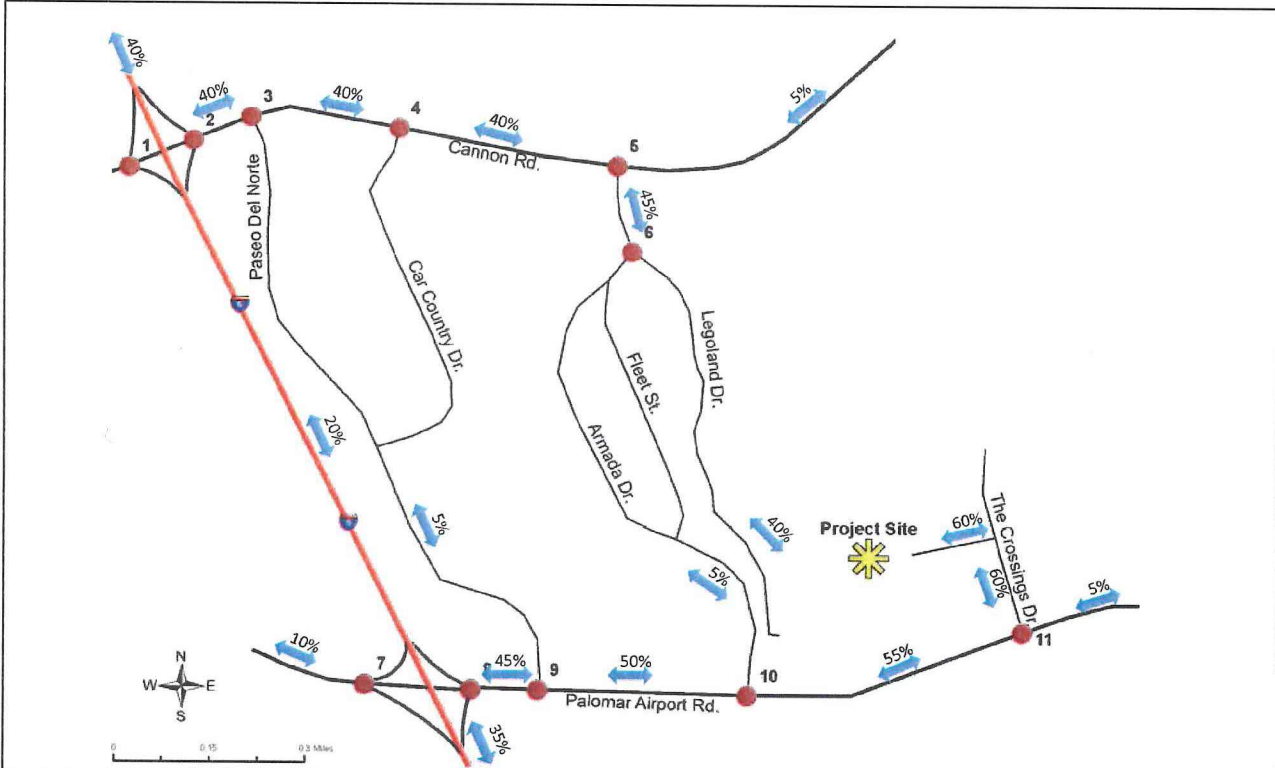 40%
40%
3
40%
4
2
1
40%
Cannon Rd.
5
5%
45%
6
Paseo Del Norte
Car Country Dr.
Legoland Dr.
Fleet St.
Armada Dr.
20%
5%
40%
5%
Project Site
60%
The Crossings Dr.
60%
5%
11
10%
7
8
45%
9
50%
10
55%
Palomar Airport Rd.
35%
N
W E
S
0 0.15 0.3 Miles